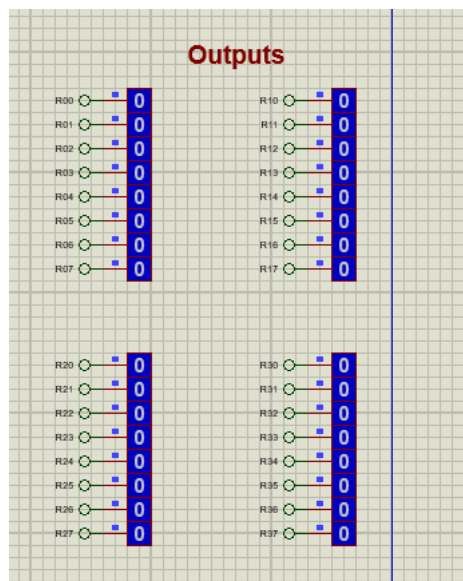 Outputs
R00 0 R10 0
R01 0 R11 0
R02 0 R12 0
R03 0 R13 0
R04 0 R14 0
R05 0 R15 0
R06 0 R16 0
R07 0 R17 0
R20 0 R30 0
R21 0 R31 0
R22 0 R32 0
R23 0 R33 0
R24 0 R34 0
R25 0 R35 0
R26 0 R36 0
R27 0 R37 0